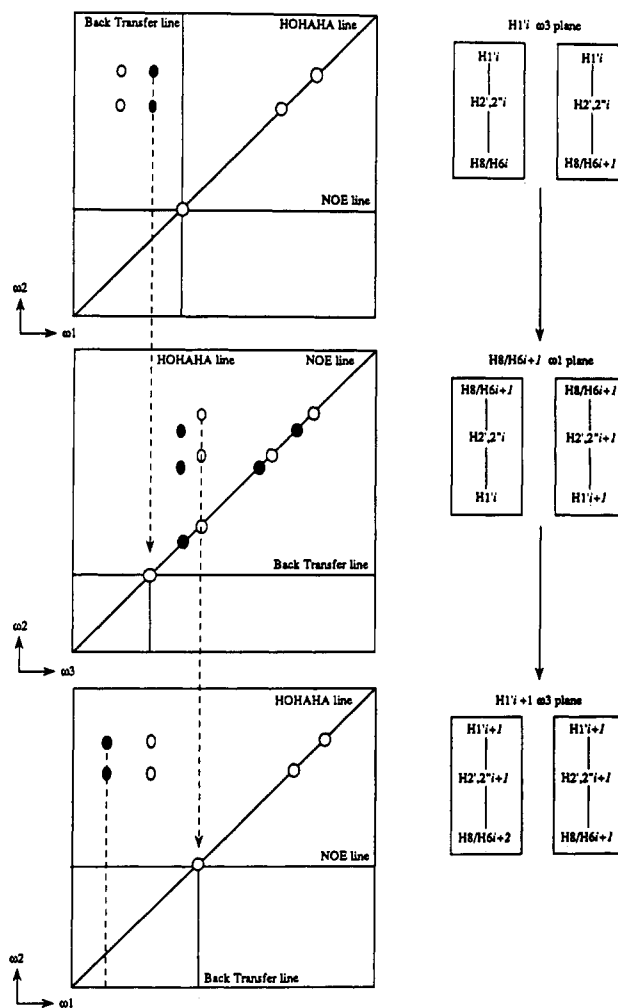 Back Transfer line
HOHAHA line
NOE line
ω2
ω1
H1'i ω3 plane
H1'i
H2',2"i
H8/H6i
H1'i
H2',2"i
H8/H6i+1
HOHAHA line
NOE line
Back Transfer line
ω2
ω3
H8/H6i+1 ω1 plane
H8/H6i+1
H2',2"i
H1'i
H8/H6i+1
H2',2"i+1
H1'i+1
HOHAHA line
NOE line
Back Transfer line
ω2
ω1
H1'i +1 ω3 plane
H1'i+1
H2',2"i+1
H8/H6i+2
H1'i+1
H2',2"i+1
H8/H6i+1